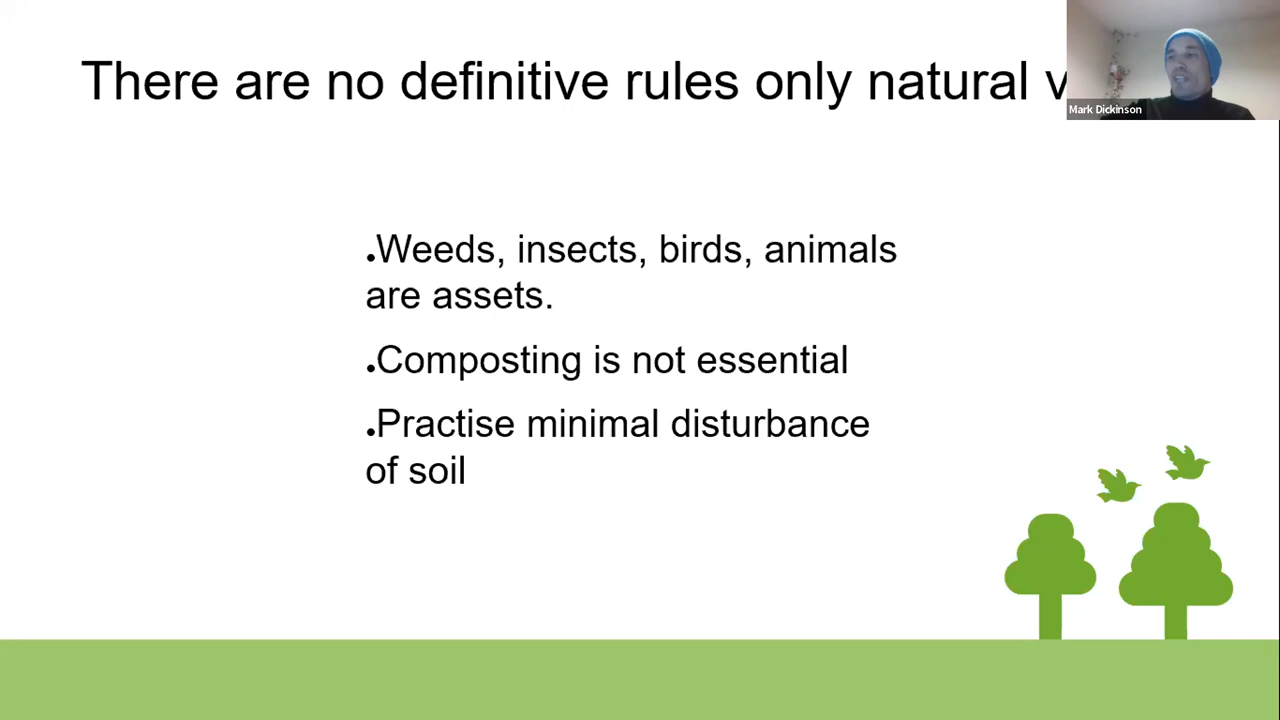 There are no definitive rules only natural
Mark Dickinson
.Weeds, insects, birds, animals
are assets.
.Composting is not essential
.Practise minimal disturbance
of soil